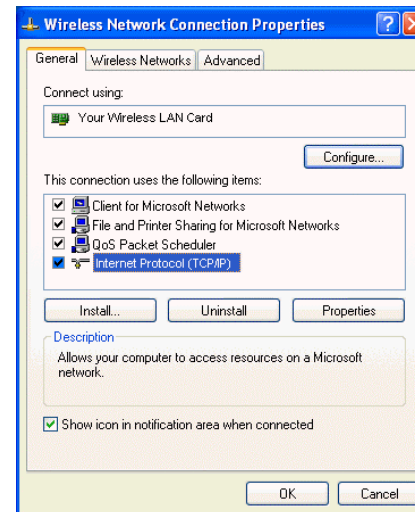 Wireless Network Connection Properties
General Wireless Networks Advanced
Connect using:
Your Wireless LAN Card
Configure...
This connection uses the following items:
Client for Microsoft Networks
File and Printer Sharing for Microsoft Networks
QoS Packet Scheduler
Internet Protocol (TCP/IP)
Install... Uninstall Properties
Description
Allows your computer to access resources on a Microsoft
network.
Show icon in notification area when connected
OK Cancel